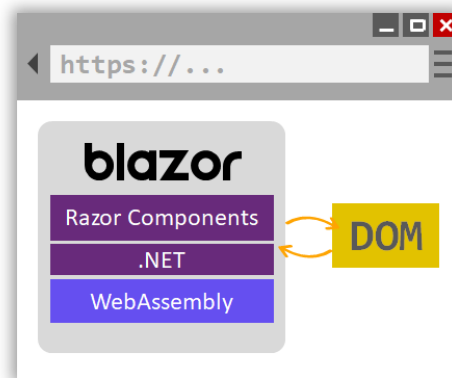 https://...
blazor
Razor Components
DOM
.NET
WebAssembly